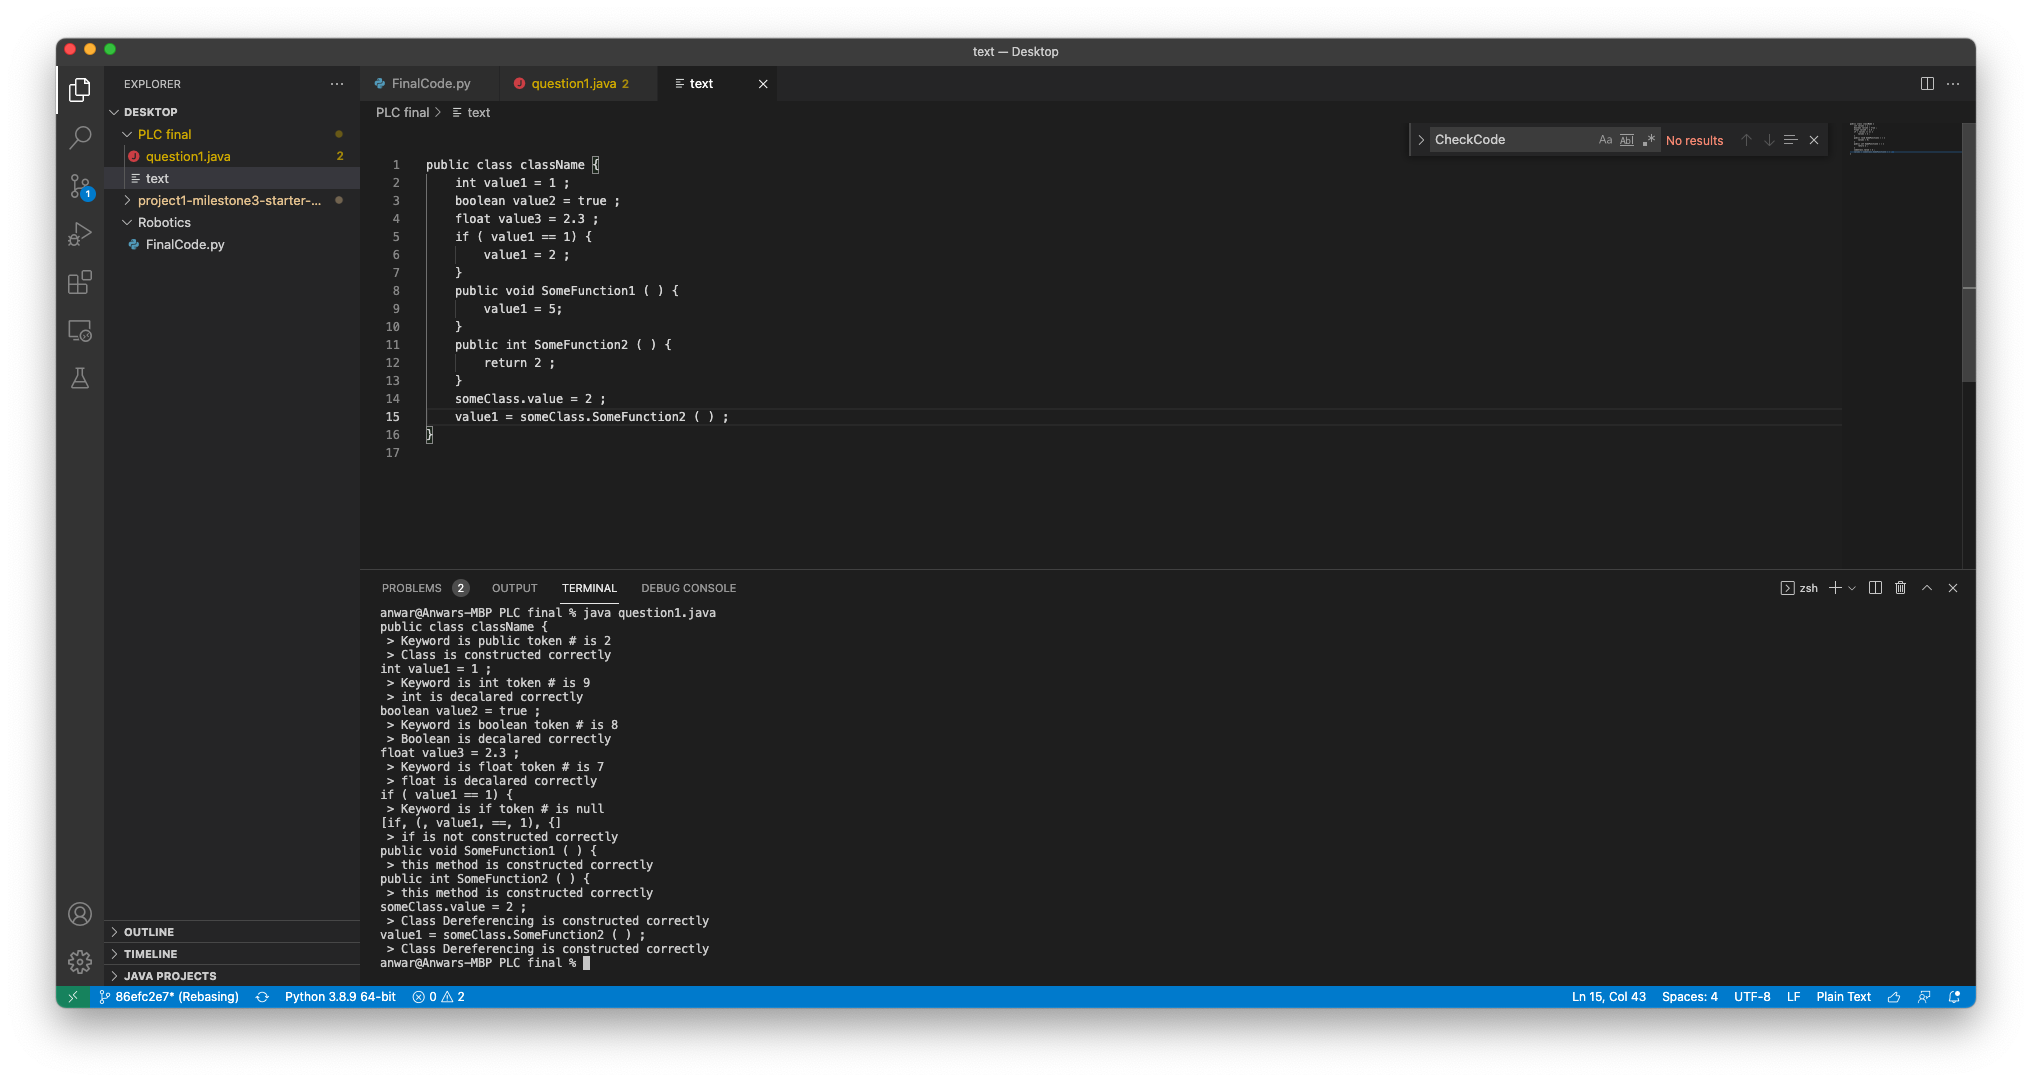 text — Desktop
EXPLORER
DESKTOP
PLC final
question1.java 2
text
project1-milestone3-starter-...
Robotics
FinalCode.py
OUTLINE
TIMELINE
JAVA PROJECTS
1
FinalCode.py question1.java 2 text
PLC final > text
CheckCode Aa Abl .* No results
1 public class className {
2 int value1 = 1 ;
3 boolean value2 = true ;
4 float value3 = 2.3 ;
5 if ( value1 == 1) {
6 value1 = 2 ;
7 }
8 public void SomeFunction1 ( ) {
9 value1 = 5;
10 }
11 public int SomeFunction2 ( ) {
12 return 2 ;
13 }
14 someClass.value = 2 ;
15 value1 = someClass.SomeFunction2 ( ) ;
16 }
17
PROBLEMS 2 OUTPUT TERMINAL DEBUG CONSOLE zsh
anwar@Anwars-MBP PLC final % java question1.java
public class className {
> Keyword is public token # is 2
> Class is constructed correctly
int value1 = 1 ;
> Keyword is int token # is 9
> int is decalared correctly
boolean value2 = true ;
> Keyword is boolean token # is 8
> Boolean is decalared correctly
float value3 = 2.3 ;
> Keyword is float token # is 7
> float is decalared correctly
if ( value1 == 1) {
> Keyword is if token # is null
[if, (, value1, ==, 1), {]
> if is not constructed correctly
public void SomeFunction1 ( ) {
> this method is constructed correctly
public int SomeFunction2 ( ) {
> this method is constructed correctly
someClass.value = 2 ;
> Class Dereferencing is constructed correctly
value1 = someClass.SomeFunction2 ( ) ;
> Class Dereferencing is constructed correctly
anwar@Anwars-MBP PLC final %
86efc2e7* (Rebasing) Python 3.8.9 64-bit 0 2 Ln 15, Col 43 Spaces: 4 UTF-8 LF Plain Text